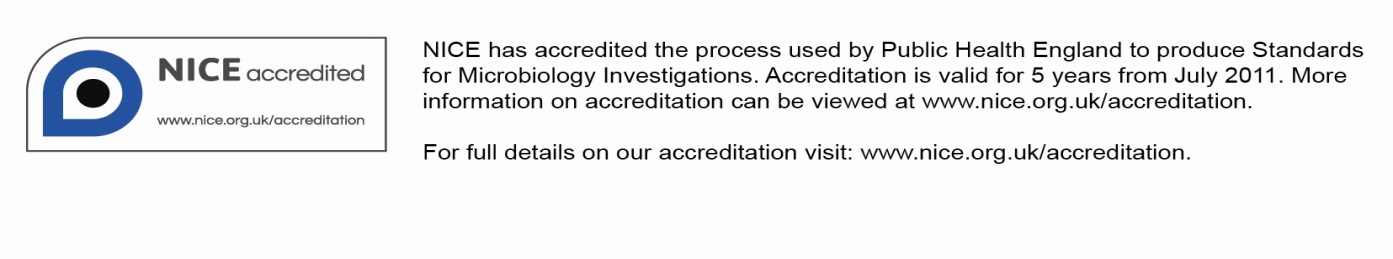 NICE accredited
www.nice.org.uk/accreditation
NICE has accredited the process used by Public Health England to produce Standards
for Microbiology Investigations. Accreditation is valid for 5 years from July 2011. More
information on accreditation can be viewed at www.nice.org.uk/accreditation.
For full details on our accreditation visit: www.nice.org.uk/accreditation.